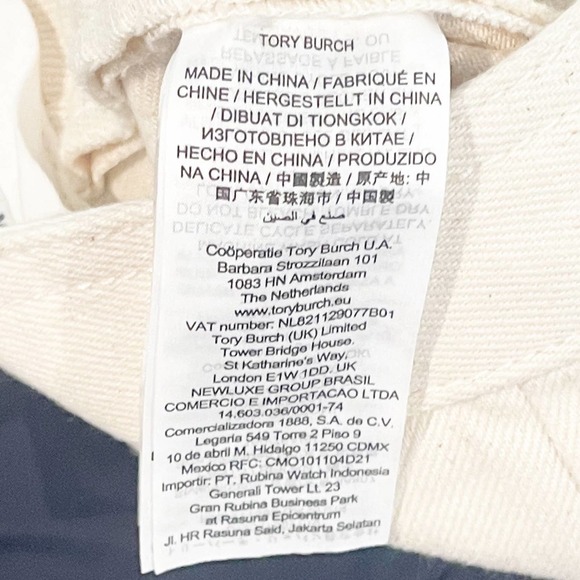 TORY BURCH
MADE IN CHINA / FABRIQUÉ EN
CHINE / HERGESTELLT IN CHINA
/ DIBUAT DI TIONGKOK /
ИЗГОТОВЛЕНО В КИТАЕ /
HECHO EN CHINA / PRODUZIDO
NA CHINA / 中國製造 / 原产地: 中
国广东省珠海市 / 中国製
صنع في الصين
Coöperatie Tory Burch U.A.
Barbara Strozzilaan 101
1083 HN Amsterdam
The Netherlands
www.toryburch.eu
VAT number: NL821129077B01
Tory Burch (UK) Limited
Tower Bridge House.
St Katharine's Way,
London E1W 1DD. UK
NEWLUXE GROUP BRASIL
COMERCIO E IMPORTACAO LTDA
14.603.036/0001-74
Comercializadora 1888, S.A. de C.V.
Legaria 549 Torre 2 Piso 9
10 de abril M. Hidalgo 11250 CDMX
Mexico RFC: CMO101104D21
Importir: PT. Rubina Watch Indonesia
Generali Tower Lt. 23
Gran Rubina Business Park
at Rasuna Epicentrum
Jl. HR Rasuna Said, Jakarta Selatan